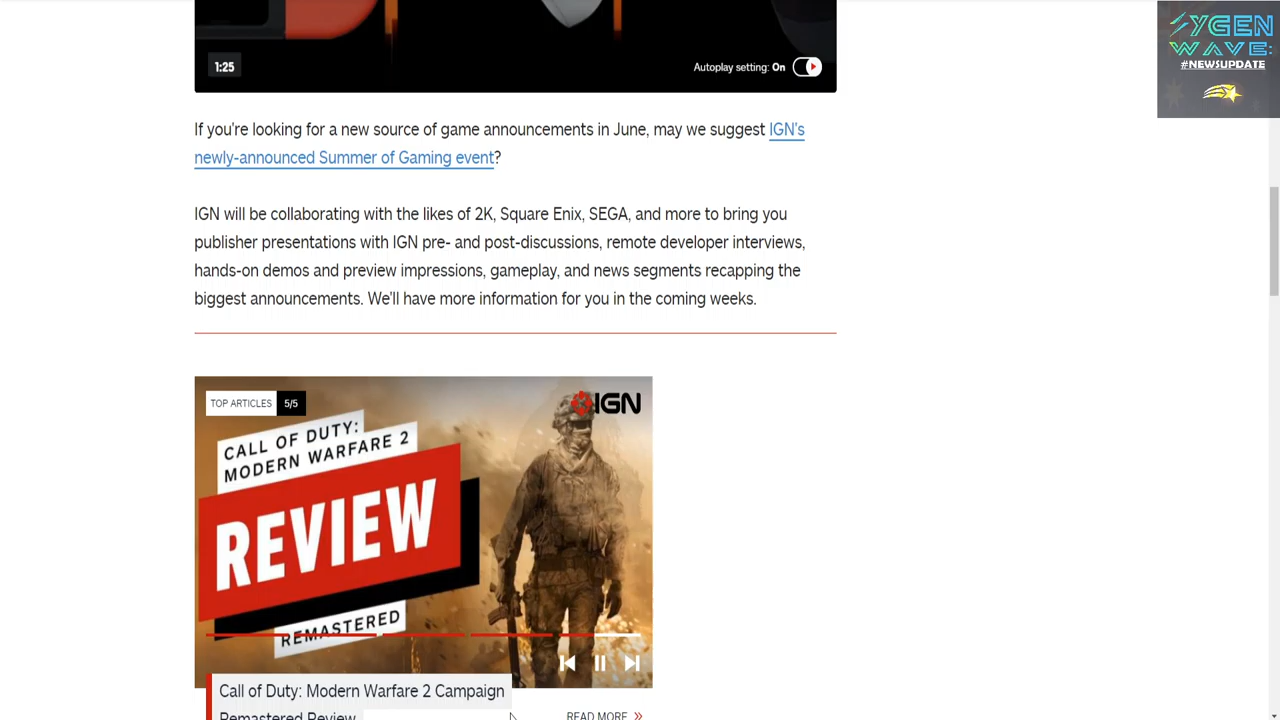 YGEN
WAVE:
#NEWSUPDATE
1:25
Autoplay setting: On
If you're looking for a new source of game announcements in June, may we suggest IGN's
newly-announced Summer of Gaming event?
IGN will be collaborating with the likes of 2K, Square Enix, SEGA, and more to bring you
publisher presentations with IGN pre- and post-discussions, remote developer interviews,
hands-on demos and preview impressions, gameplay, and news segments recapping the
biggest announcements. We'll have more information for you in the coming weeks.
TOP ARTICLES 5/5
IGN
CALL OF DUTY:
MODERN WARFARE 2
REVIEW
REMASTERED
Call of Duty: Modern Warfare 2 Campaign
Remastered Review
READ MORE